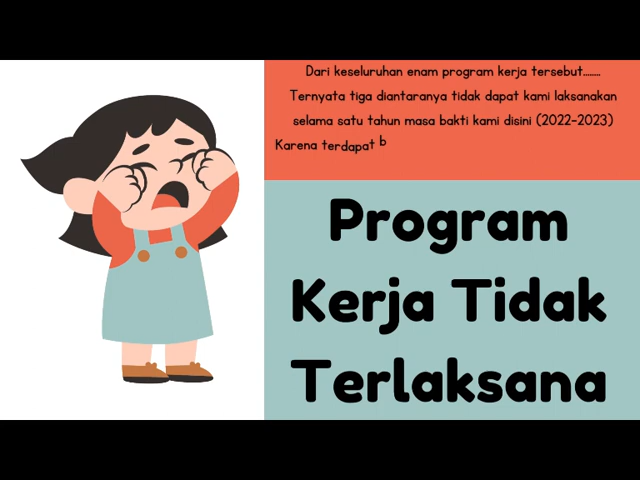 Dari keseluruhan enam program kerja tersebut........
Ternyata tiga diantaranya tidak dapat kami laksanakan
selama satu tahun masa bakti kami disini (2022-2023)
Karena terdapat b
Program
Kerja Tidak
Terlaksana